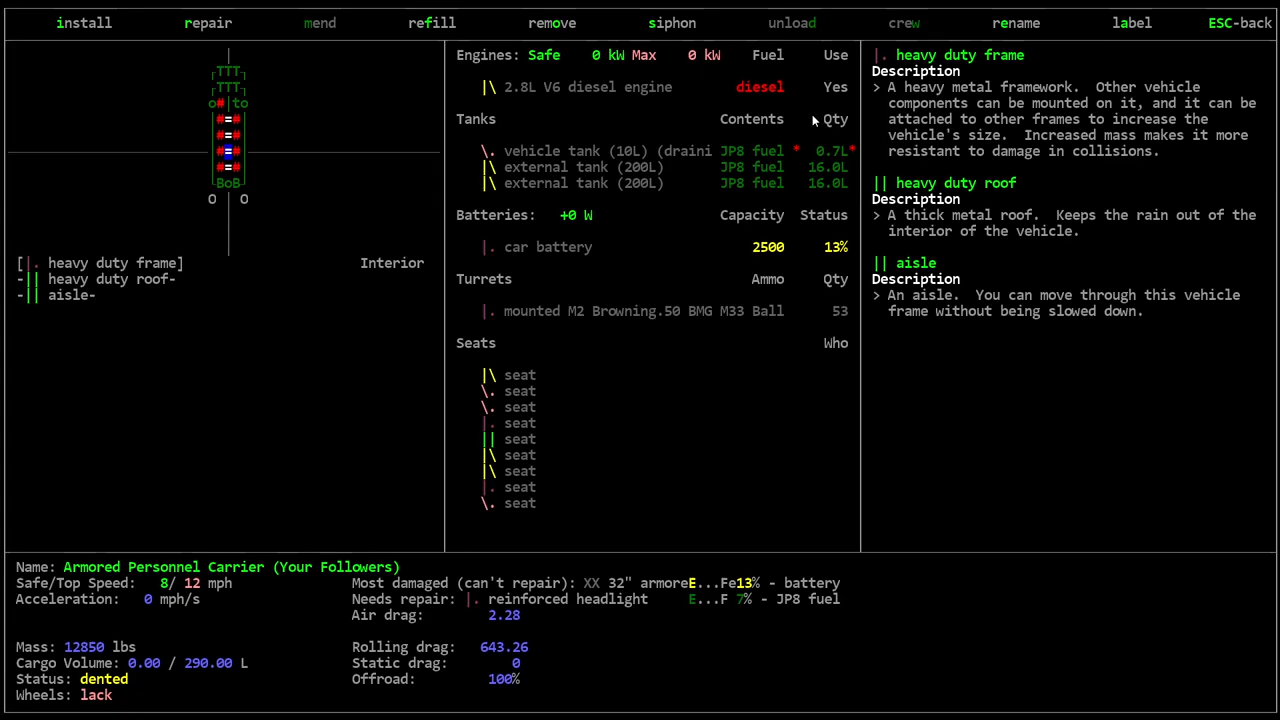 install repair mend refill remove siphon unload crew rename label ESC-back
Engines: Safe 0 kW Max 0 kW Fuel Use
|\ 2.8L V6 diesel engine diesel Yes
Tanks Contents Qty
\. vehicle tank (10L) (draini JP8 fuel * 0.7L*
|\ external tank (200L) JP8 fuel 16.0L
|\ external tank (200L) JP8 fuel 16.0L
Batteries: +0 W Capacity Status
|. car battery 2500 13%
Turrets Ammo Qty
|. mounted M2 Browning.50 BMG M33 Ball 53
Seats Who
|\ seat
\. seat
\. seat
|. seat
|| seat
|\ seat
|\ seat
|. seat
\. seat
┌TTT┐
┌TTT┐
o#|to
#=#
#=#
#=#
#=#
BoB
O O
[|. heavy duty frame] Interior
-|| heavy duty roof-
-|| aisle-
|. heavy duty frame
Description
> A heavy metal framework. Other vehicle
components can be mounted on it, and it can be
attached to other frames to increase the
vehicle's size. Increased mass makes it more
resistant to damage in collisions.
|| heavy duty roof
Description
> A thick metal roof. Keeps the rain out of the
interior of the vehicle.
|| aisle
Description
> An aisle. You can move through this vehicle
frame without being slowed down.
Name: Armored Personnel Carrier (Your Followers)
Safe/Top Speed: 8/ 12 mph Most damaged (can't repair): XX 32" armoreE...Fe13% - battery
Acceleration: 0 mph/s Needs repair: |. reinforced headlight E...F 7% - JP8 fuel
Air drag: 2.28
Mass: 12850 lbs Rolling drag: 643.26
Cargo Volume: 0.00 / 290.00 L Static drag: 0
Status: dented Offroad: 100%
Wheels: lack